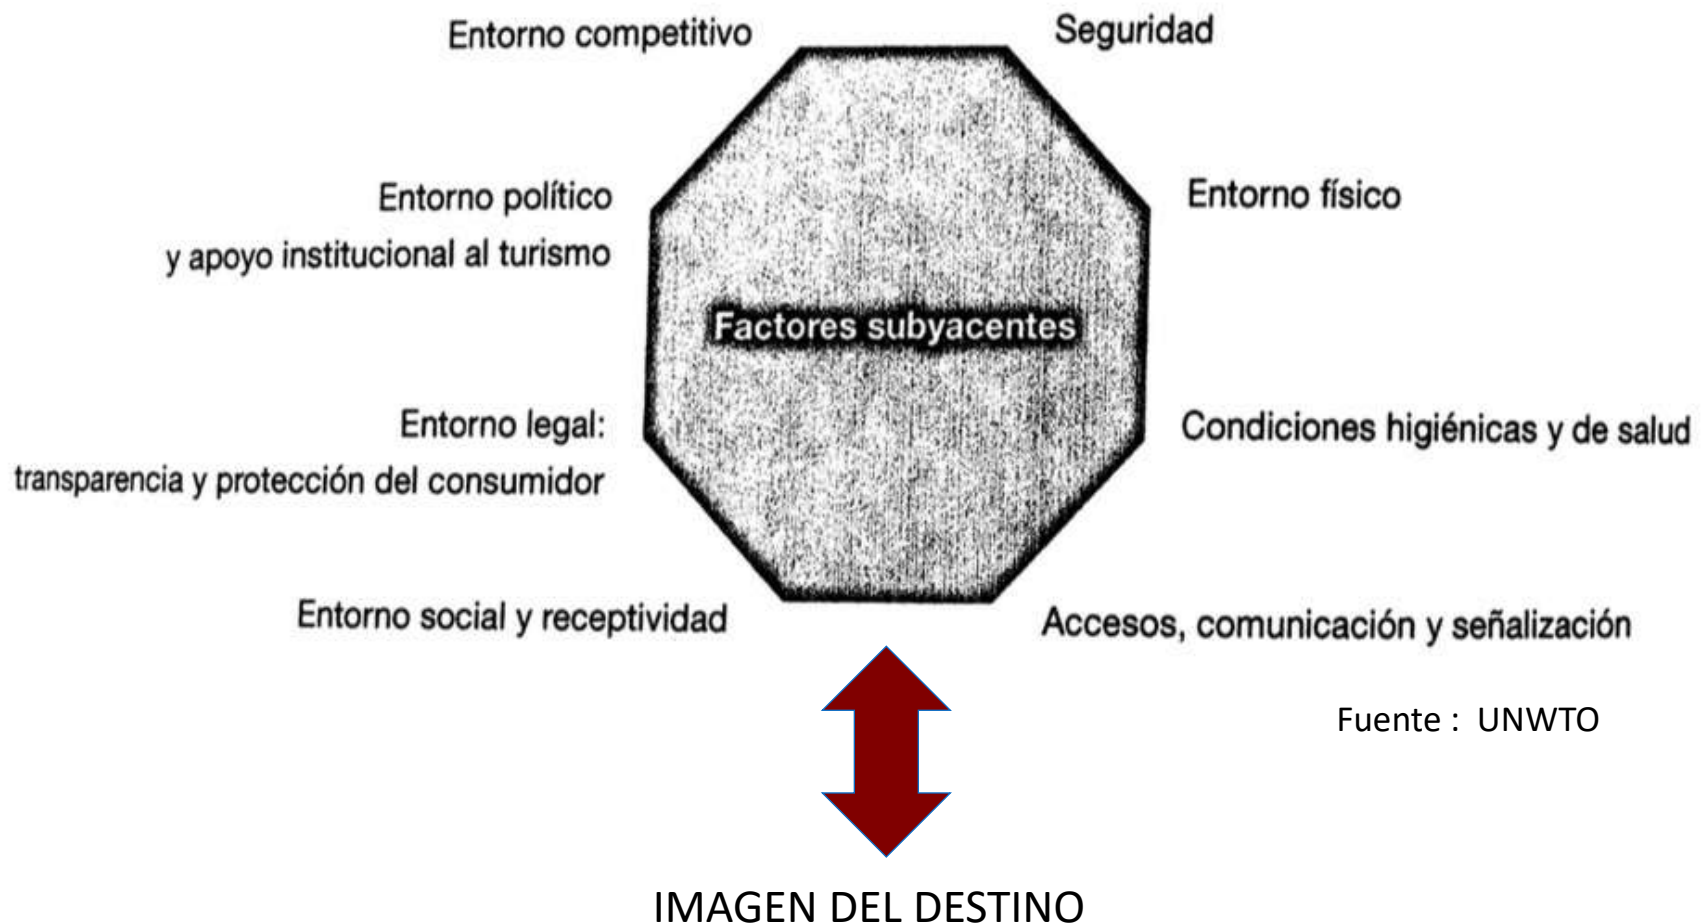 Entorno competitivo
Seguridad
Entorno político
y apoyo institucional al turismo
Entorno físico
Factores subyacentes
Entorno legal:
transparencia y protección del consumidor
Condiciones higiénicas y de salud
Entorno social y receptividad
Accesos, comunicación y señalización
Fuente : UNWTO
IMAGEN DEL DESTINO